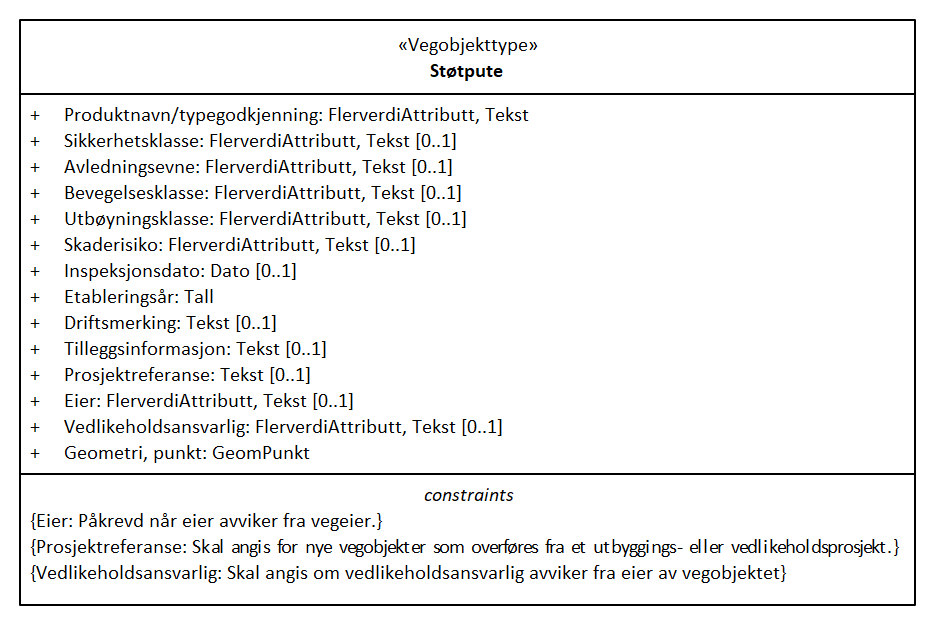 «Vegobjekttype»
Støtpute
+ Produktnavn/typegodkjenning: FlerverdiAttributt, Tekst
+ Sikkerhetsklasse: FlerverdiAttributt, Tekst [0..1]
+ Avledningsevne: FlerverdiAttributt, Tekst [0..1]
+ Bevegelsesklasse: FlerverdiAttributt, Tekst [0..1]
+ Utbøyningsklasse: FlerverdiAttributt, Tekst [0..1]
+ Skaderisiko: FlerverdiAttributt, Tekst [0..1]
+ Inspeksjonsdato: Dato [0..1]
+ Etableringsår: Tall
+ Driftsmerking: Tekst [0..1]
+ Tilleggsinformasjon: Tekst [0..1]
+ Prosjektreferanse: Tekst [0..1]
+ Eier: FlerverdiAttributt, Tekst [0..1]
+ Vedlikeholdsansvarlig: FlerverdiAttributt, Tekst [0..1]
+ Geometri, punkt: GeomPunkt
constraints
{Eier: Påkrevd når eier avviker fra vegeier.}
{Prosjektreferanse: Skal angis for nye vegobjekter som overføres fra et utbyggings- eller vedlikeholdsprosjekt.}
{Vedlikeholdsansvarlig: Skal angis om vedlikeholdsansvarlig avviker fra eier av vegobjektet}